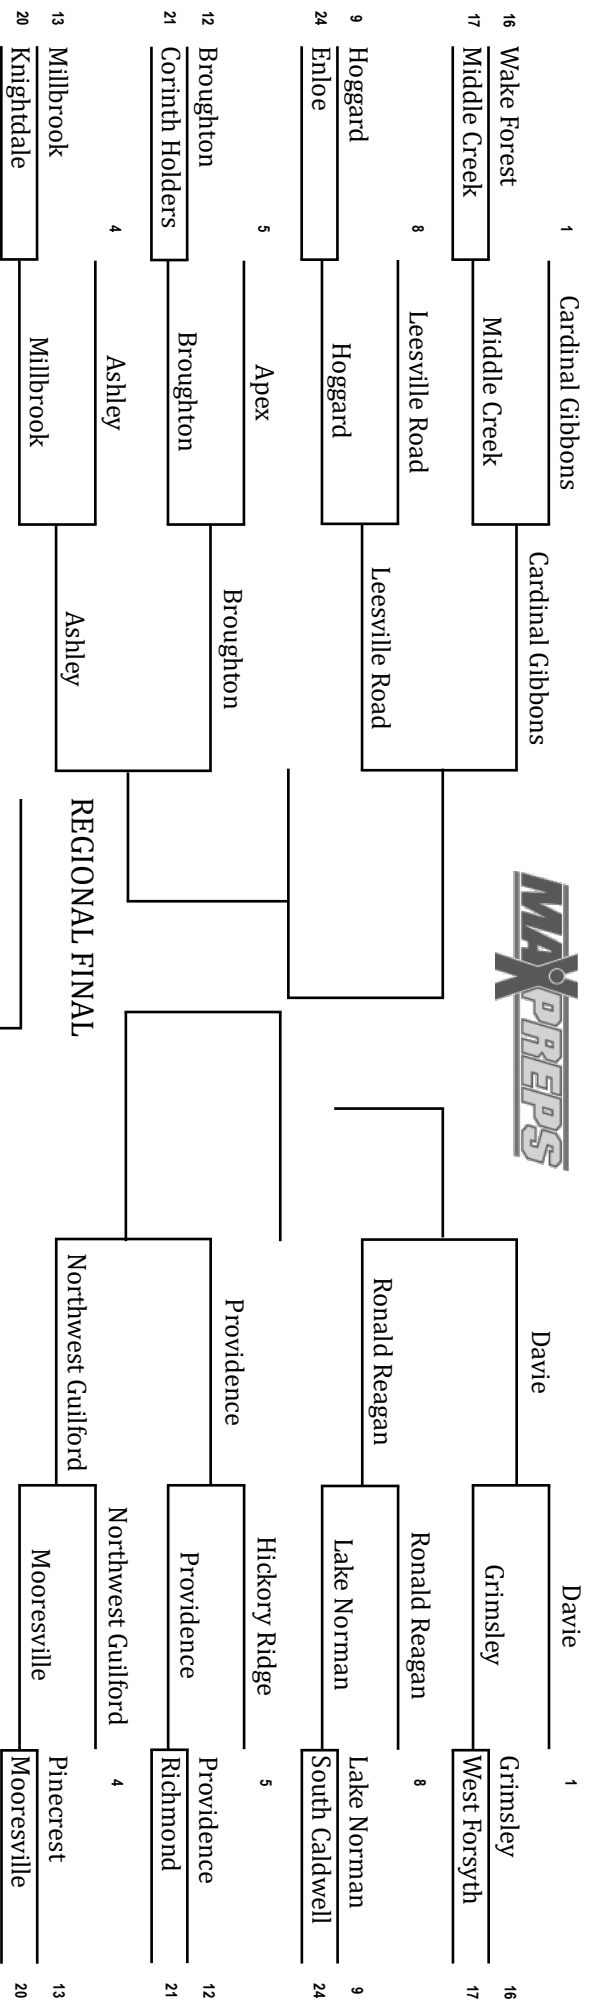 1
Cardinal Gibbons
16
Wake Forest
17
Middle Creek
Middle Creek
Cardinal Gibbons
8
Leesville Road
9
Hoggard
24
Enloe
Hoggard
Leesville Road
5
Apex
12
Broughton
21
Corinth Holders
Broughton
Broughton
4
Ashley
13
Millbrook
20
Knightdale
Millbrook
Ashley
MAXPREPS
REGIONAL FINAL
Davie
Davie
1
Grimsley
Grimsley
16
West Forsyth
17
Ronald Reagan
Ronald Reagan
8
Lake Norman
Lake Norman
9
South Caldwell
24
Providence
Hickory Ridge
5
Providence
Providence
12
Richmond
21
Northwest Guilford
Northwest Guilford
4
Mooresville
Pinecrest
13
Mooresville
20